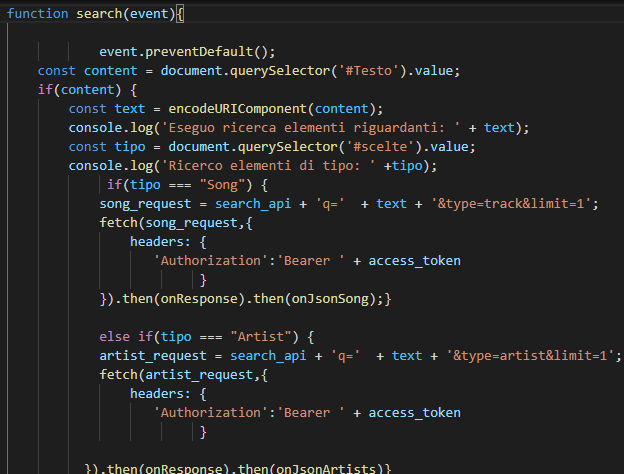 function search(event){
event.preventDefault();
const content = document.querySelector('#Testo').value;
if(content) {
const text = encodeURIComponent(content);
console.log('Eseguo ricerca elementi riguardanti: ' + text);
const tipo = document.querySelector('#scelte').value;
console.log('Ricerco elementi di tipo: ' +tipo);
if(tipo === "Song") {
song_request = search_api + 'q='  + text + '&type=track&limit=1';
fetch(song_request,{
headers: {
'Authorization':'Bearer ' + access_token
}
}).then(onResponse).then(onJsonSong);}
else if(tipo === "Artist") {
artist_request = search_api + 'q='  + text + '&type=artist&limit=1';
fetch(artist_request,{
headers: {
'Authorization':'Bearer ' + access_token
}
}).then(onResponse).then(onJsonArtists)}